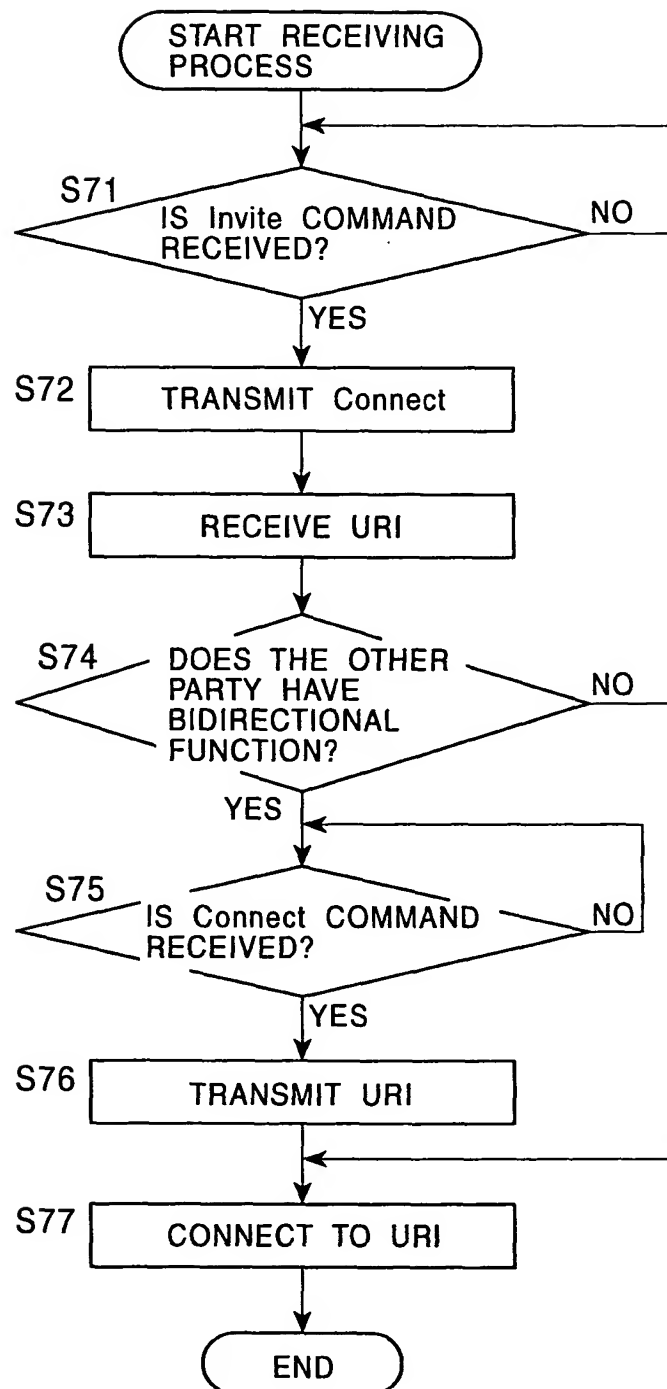 START RECEIVING
PROCESS
S71
IS Invite COMMAND
RECEIVED?
NO
YES
S72
TRANSMIT Connect
S73
RECEIVE URI
S74
DOES THE OTHER
PARTY HAVE
BIDIRECTIONAL
FUNCTION?
NO
YES
S75
IS Connect COMMAND
RECEIVED?
NO
YES
S76
TRANSMIT URI
S77
CONNECT TO URI
END